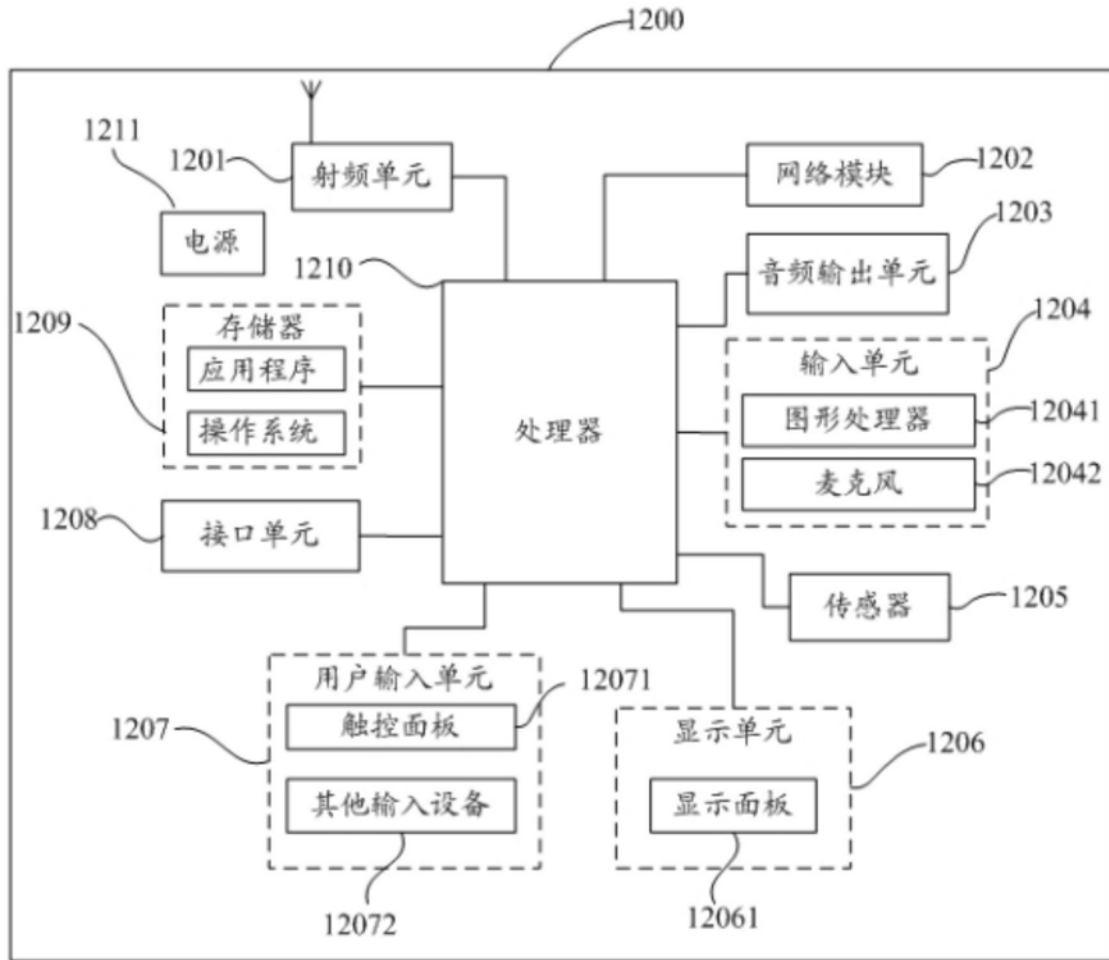 1200
1211
1201
射频单元
网络模块
1202
电源
1203
音频输出单元
1210
1209
存储器
应用程序
操作系统
处理器
1204
输入单元
图形处理器
12041
麦克风
12042
1208
接口单元
传感器
1205
用户输入单元
12071
1207
触控面板
其他输入设备
12072
显示单元
1206
显示面板
12061